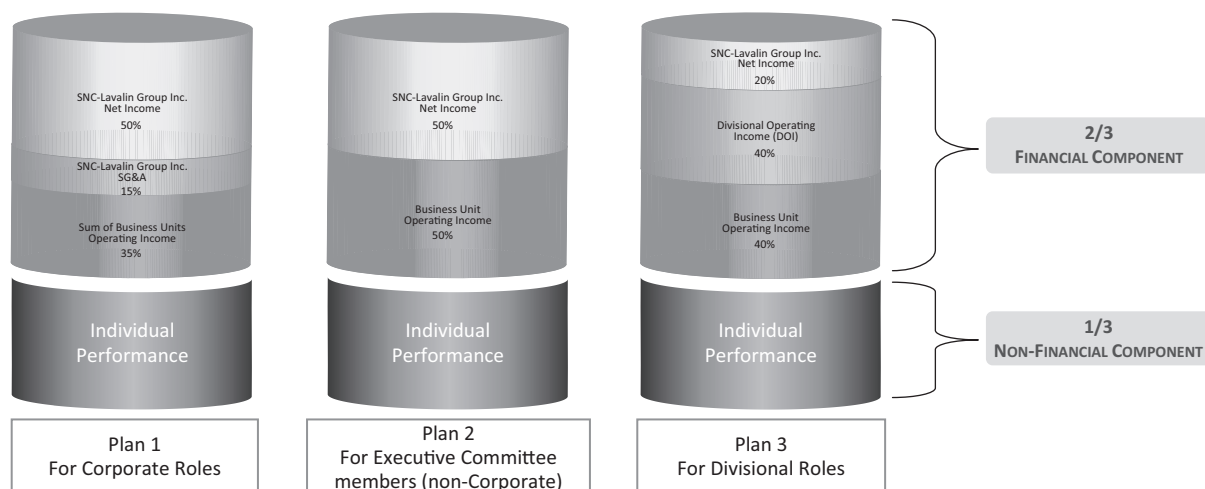 SNC-Lavalin Group Inc.
Net Income
50%
SNC-Lavalin Group Inc.
SG&A
15%
Sum of Business Units
Operating Income
35%
Individual
Performance
Plan 1
For Corporate Roles
SNC-Lavalin Group Inc.
Net Income
50%
Business Unit
Operating Income
50%
Individual
Performance
Plan 2
For Executive Committee
members (non-Corporate)
SNC-Lavalin Group Inc.
Net Income
20%
Divisional Operating
Income (DOI)
40%
Business Unit
Operating Income
40%
Individual
Performance
Plan 3
For Divisional Roles
2/3
FINANCIAL COMPONENT
1/3
NON-FINANCIAL COMPONENT